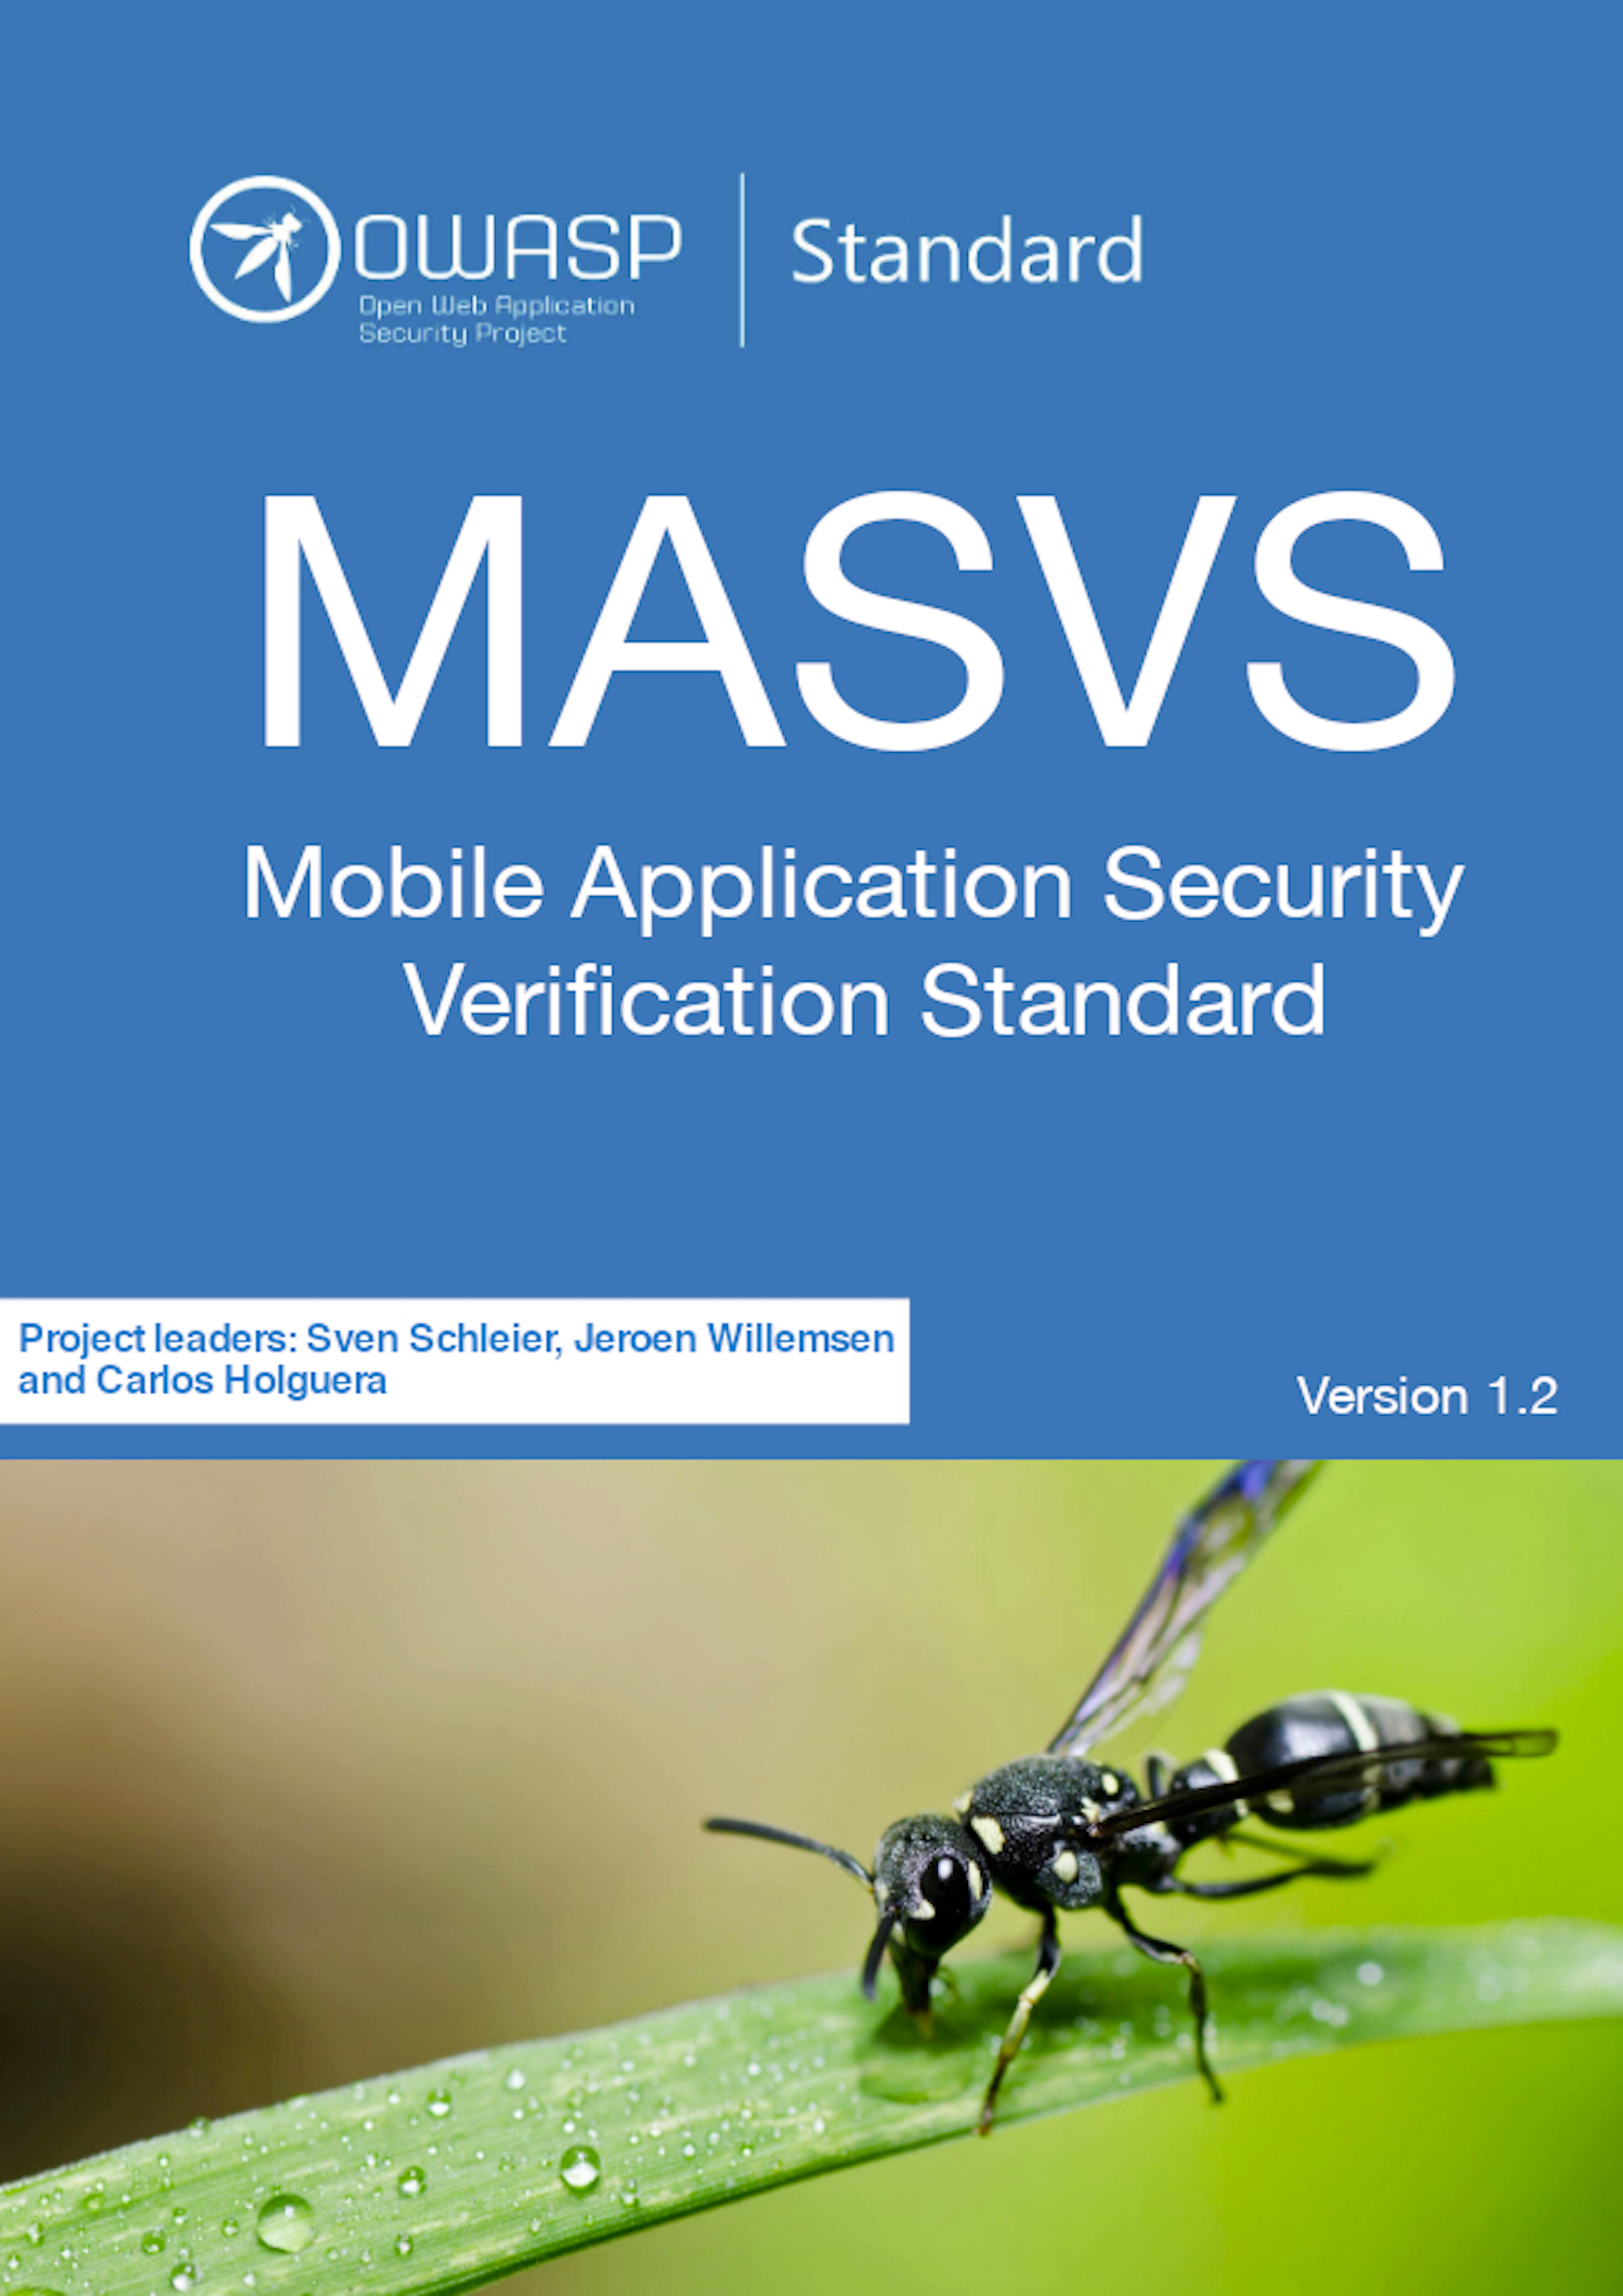 OWASP
Open Web Application
Security Project
Standard
MASVS
Mobile Application Security
Verification Standard
Project leaders: Sven Schleier, Jeroen Willemsen
and Carlos Holguera
Version 1.2